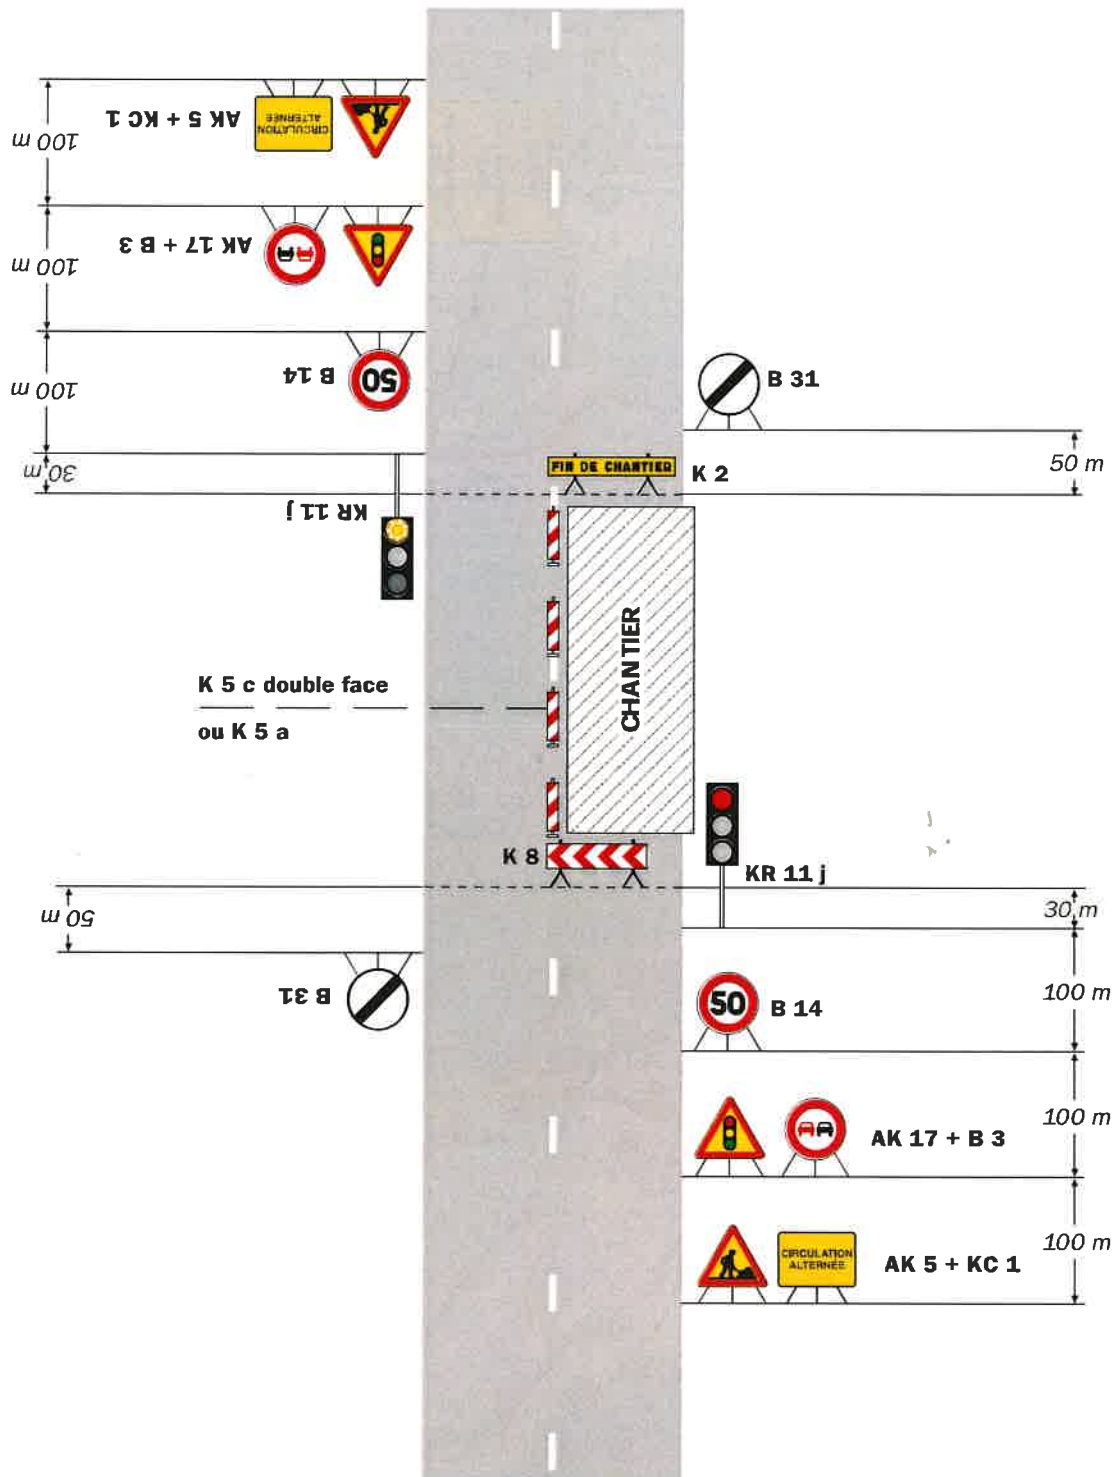 100 m
AK 5 + KC 1
CIRCULATION
ALTERNÉE
100 m
AK 17 + B 3
100 m
B 14
50
B 31
30 m
KR 11 j
FIN DE CHANTIER
K 2
50 m
CHANTIER
K 5 c double face
ou K 5 a
K 8
KR 11 j
50 m
30 m
B 31
50
B 14
100 m
AK 17 + B 3
100 m
CIRCULATION
ALTERNÉE
AK 5 + KC 1
100 m